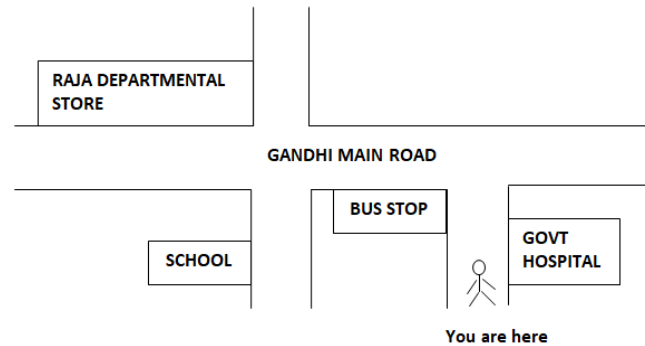 RAJA DEPARTMENTAL
STORE
GANDHI MAIN ROAD
BUS STOP
SCHOOL
GOVT
HOSPITAL
You are here